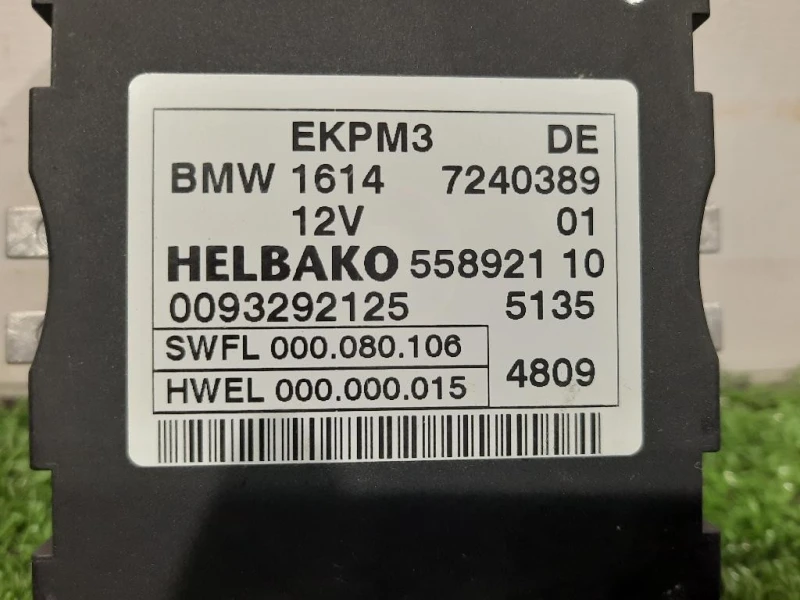 EKPM3 DE
BMW 1614 7240389
12V 01
HELBAKO 558921 10
0093292125 5135
SWFL 000.080.106
HWEL 000.000.015 4809